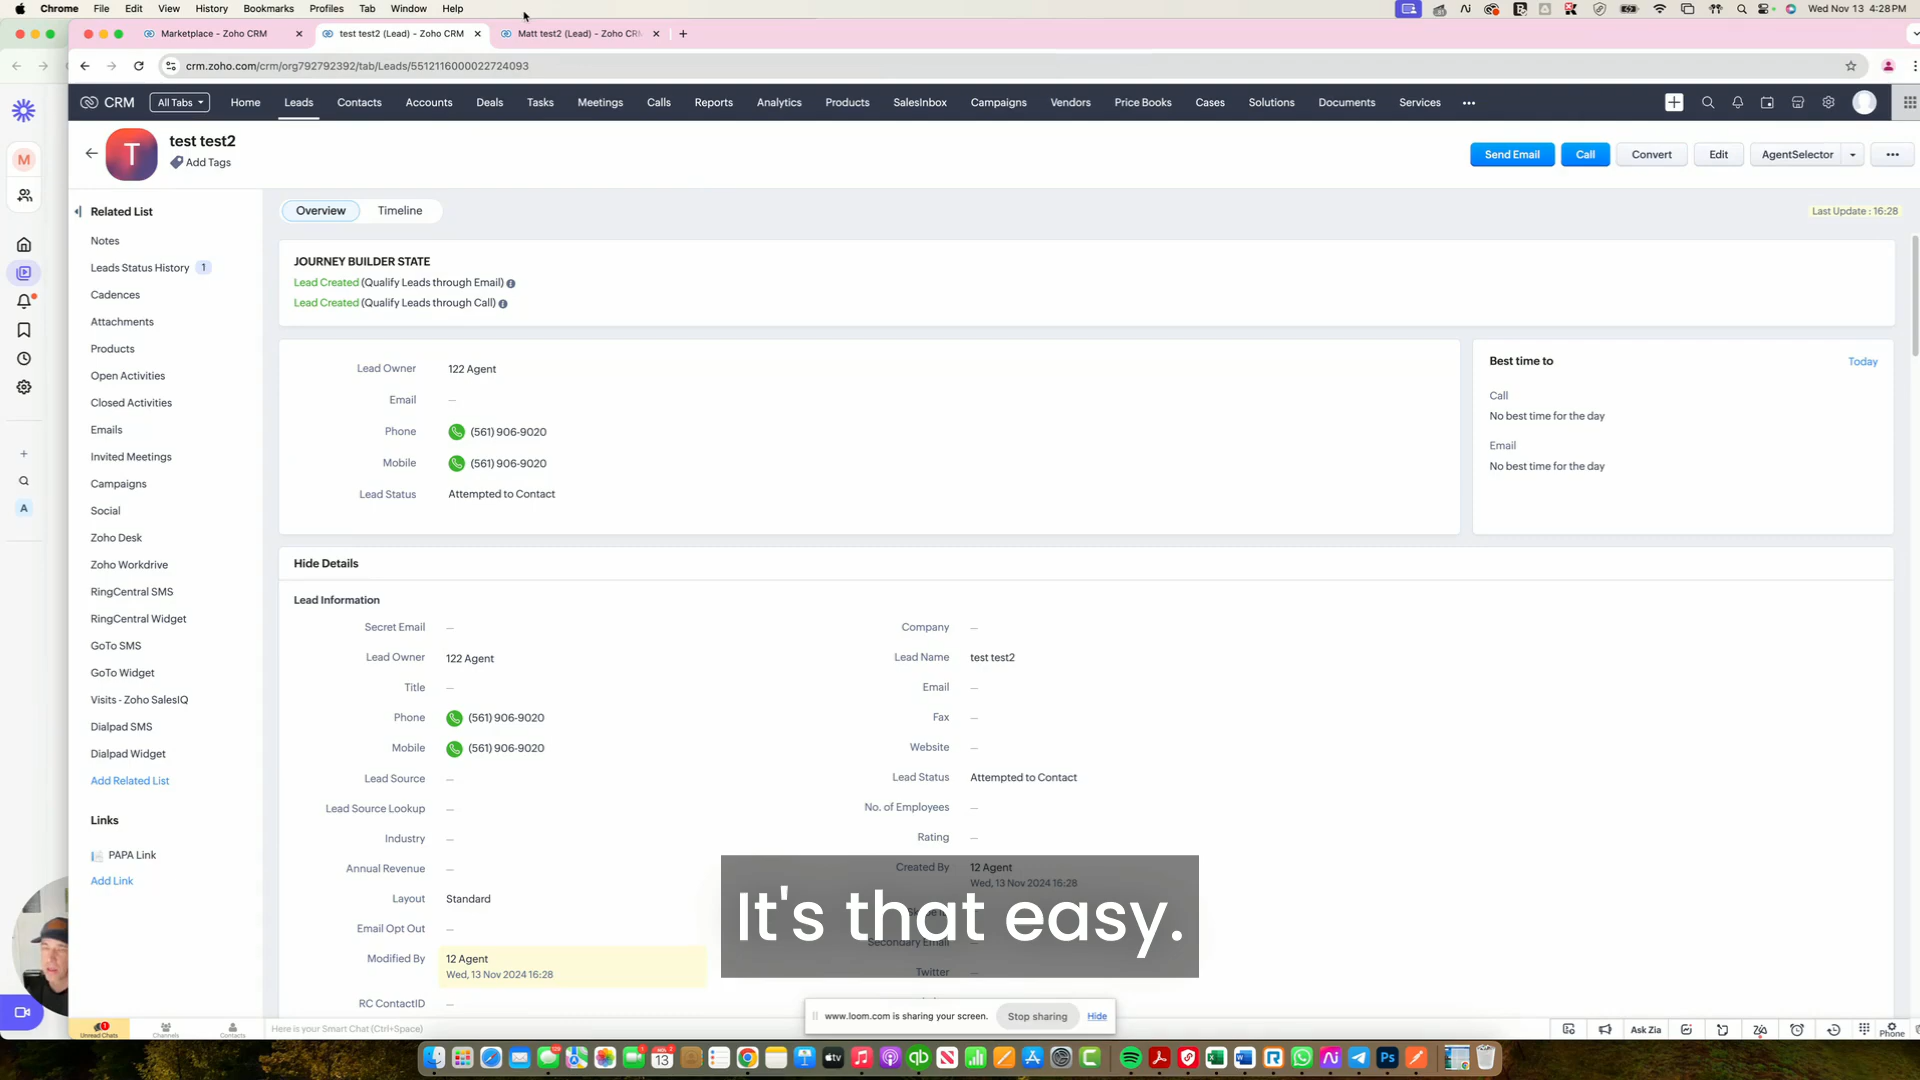 Chrome File Edit View History Bookmarks Profiles Tab Window Help
Wed Nov 13 4:28PM
Marketplace - Zoho CRM
test test2 (Lead) - Zoho CRM
Matt test2 (Lead) - Zoho CR
crm.zoho.com/crm/org792792392/tab/Leads/5512116000022724093
CRM All Tabs Home Leads Contacts Accounts Deals Tasks Meetings Calls Reports Analytics Products SalesInbox Campaigns Vendors Price Books Cases Solutions Documents Services
M
A
T
test test2
Add Tags
Send Email Call Convert Edit AgentSelector
Related List
Notes
Leads Status History 1
Cadences
Attachments
Products
Open Activities
Closed Activities
Emails
Invited Meetings
Campaigns
Social
Zoho Desk
Zoho Workdrive
RingCentral SMS
RingCentral Widget
GoTo SMS
GoTo Widget
Visits - Zoho SalesIQ
Dialpad SMS
Dialpad Widget
Add Related List
Links
PAPA Link
Add Link
Overview Timeline
Last Update : 16:28
JOURNEY BUILDER STATE
Lead Created (Qualify Leads through Email)
Lead Created (Qualify Leads through Call)
Lead Owner 122 Agent
Email —
Phone (561) 906-9020
Mobile (561) 906-9020
Lead Status Attempted to Contact
Best time to Today
Call
No best time for the day
Email
No best time for the day
Hide Details
Lead Information
Secret Email — Company —
Lead Owner 122 Agent Lead Name test test2
Title — Email —
Phone (561) 906-9020 Fax —
Mobile (561) 906-9020 Website —
Lead Source — Lead Status Attempted to Contact
Lead Source Lookup — No. of Employees —
Industry — Rating —
Annual Revenue — Created By 12 Agent
Wed, 13 Nov 2024 16:28
Layout Standard
Email Opt Out — Secondary Email —
Modified By 12 Agent
Wed, 13 Nov 2024 16:28
Twitter —
RC ContactID —
It's that easy.
www.loom.com is sharing your screen. Stop sharing Hide
Unread Chats Channels Contacts Here is your Smart Chat (Ctrl+Space)
Ask Zia
Phone